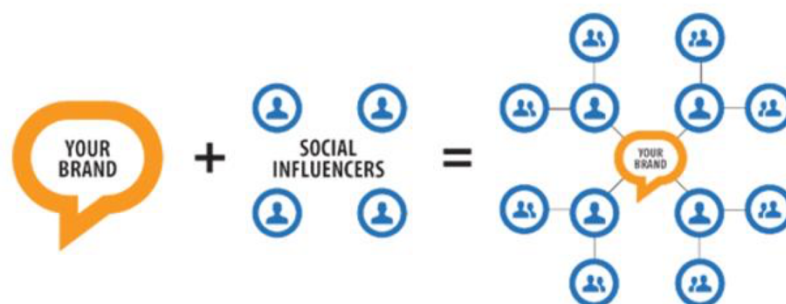 YOUR
BRAND
+
SOCIAL
INFLUENCERS
=
YOUR
BRAND